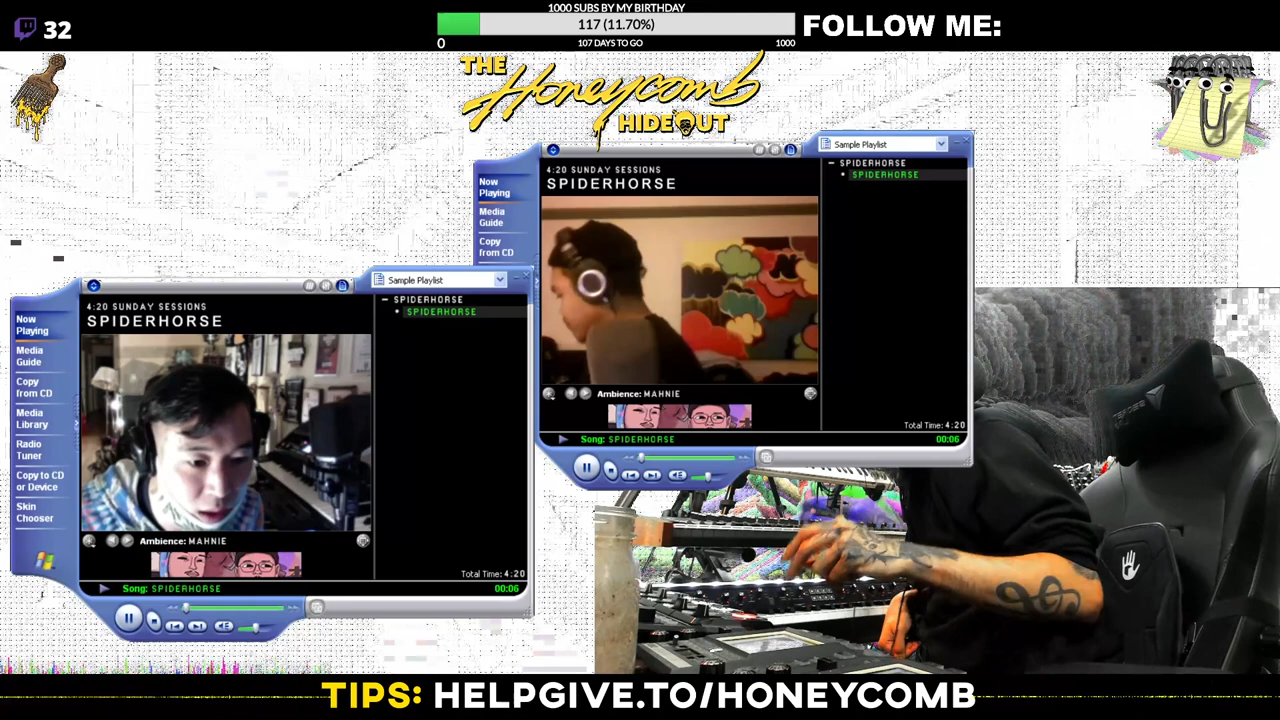 32
1000 SUBS BY MY BIRTHDAY
117 (11.70%)
0
107 DAYS TO GO
1000
FOLLOW ME:
THE
Honeycomb
HIDEOUT
Sample Playlist
4:20 SUNDAY SESSIONS
SPIDERHORSE
SPIDERHORSE
SPIDERHORSE
Now
Playing
Media
Guide
Copy
from CD
Ambience: MAHNIE
Total Time: 4:20
Song: SPIDERHORSE
00:06
Sample Playlist
4:20 SUNDAY SESSIONS
SPIDERHORSE
SPIDERHORSE
SPIDERHORSE
Now
Playing
Media
Guide
Copy
from CD
Media
Library
Radio
Tuner
Copy to CD
or Device
Skin
Chooser
Ambience: MAHNIE
Total Time: 4:20
Song: SPIDERHORSE
00:06
TIPS: HELPGIVE.TO/HONEYCOMB